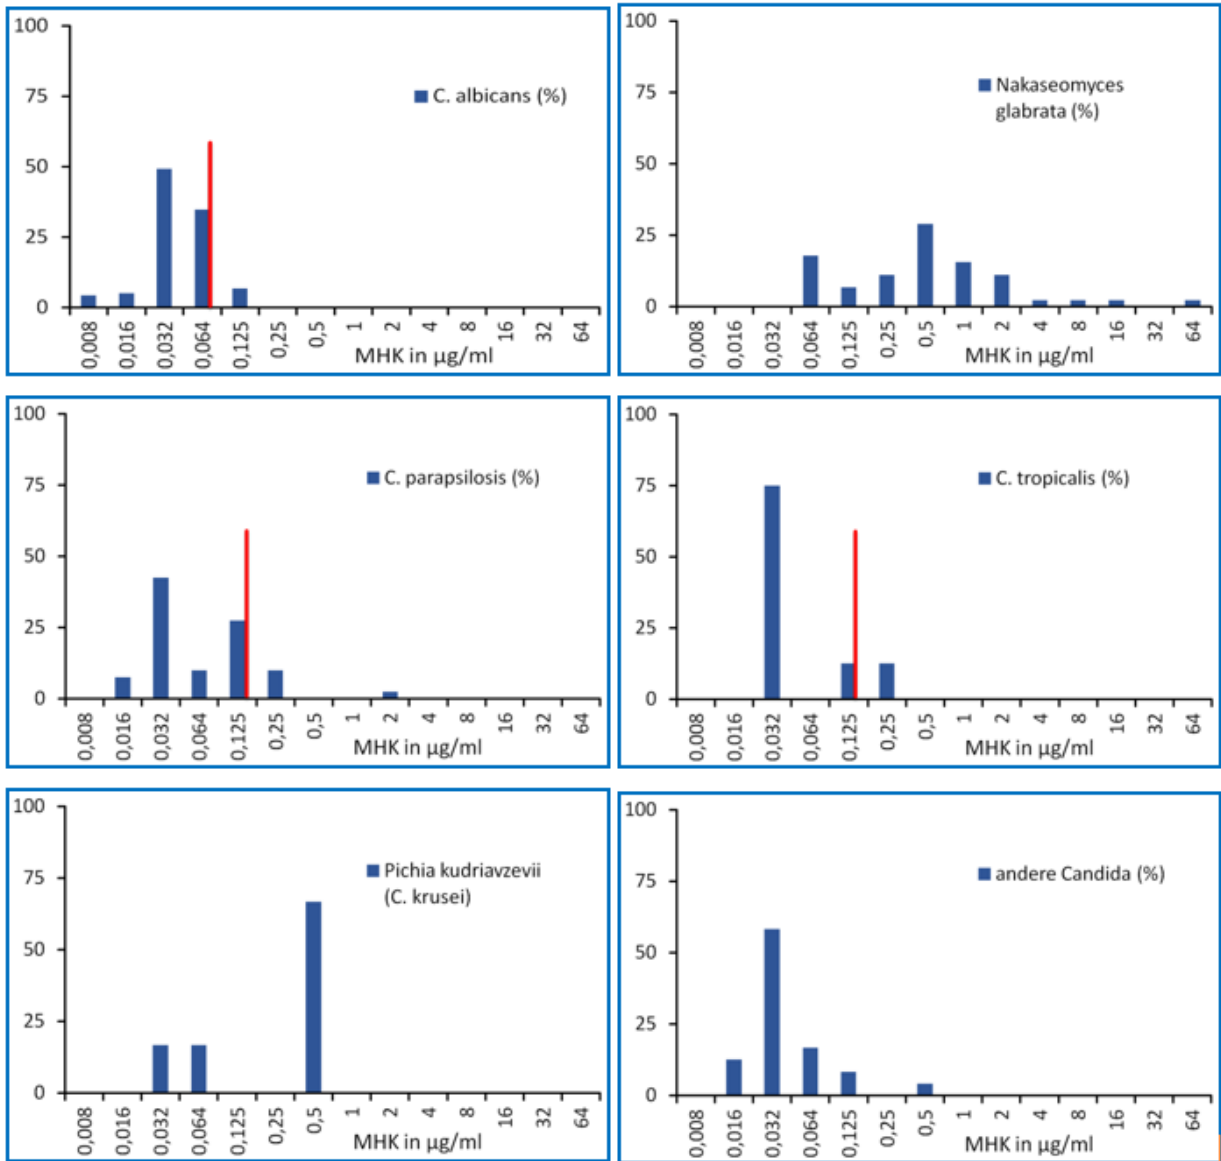 100
75
50
25
0
C. albicans (%)
0,008 0,016 0,032 0,064 0,125 0,25 0,5 1 2 4 8 16 32 64
MHK in µg/ml
100
75
50
25
0
Nakaseomyces
glabrata (%)
0,008 0,016 0,032 0,064 0,125 0,25 0,5 1 2 4 8 16 32 64
MHK in µg/ml
100
75
50
25
0
C. parapsilosis (%)
0,008 0,016 0,032 0,064 0,125 0,25 0,5 1 2 4 8 16 32 64
MHK in µg/ml
100
75
50
25
0
C. tropicalis (%)
0,008 0,016 0,032 0,064 0,125 0,25 0,5 1 2 4 8 16 32 64
MHK in µg/ml
100
75
50
25
0
Pichia kudriavzevii
(C. krusei)
0,008 0,016 0,032 0,064 0,125 0,25 0,5 1 2 4 8 16 32 64
MHK in µg/ml
100
75
50
25
0
andere Candida (%)
0,008 0,016 0,032 0,064 0,125 0,25 0,5 1 2 4 8 16 32 64
MHK in µg/ml